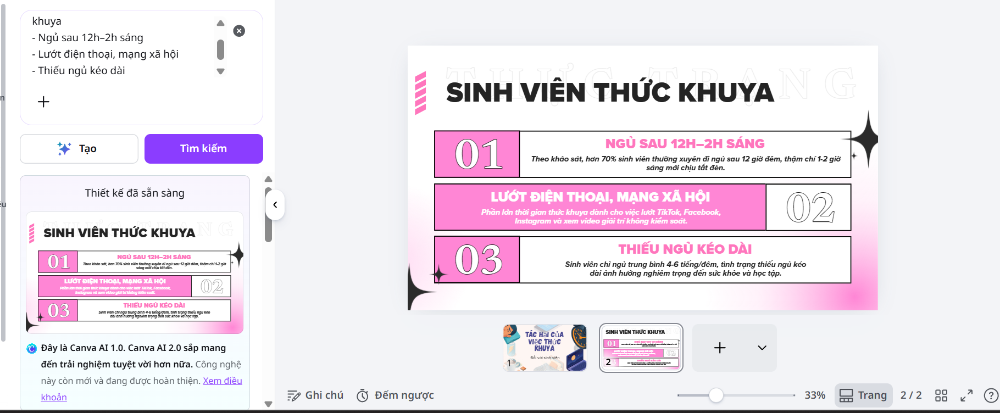 khuya
- Ngủ sau 12h–2h sáng
- Lướt điện thoại, mạng xã hội
- Thiếu ngủ kéo dài
Tạo
Tìm kiếm
Thiết kế đã sẵn sàng
THỰC TRẠNG
SINH VIÊN THỨC KHUYA
01
NGỦ SAU 12H–2H SÁNG
Theo khảo sát, hơn 70% sinh viên thường xuyên đi ngủ sau 12 giờ đêm, thậm chí 1-2 giờ
sáng mới chịu tắt đèn.
LƯỚT ĐIỆN THOẠI, MẠNG XÃ HỘI
Phần lớn thời gian thức khuya dành cho việc lướt TikTok, Facebook,
Instagram và xem video giải trí không kiểm soát.
02
03
THIẾU NGỦ KÉO DÀI
Sinh viên chỉ ngủ trung bình 4-6 tiếng/đêm, tình trạng thiếu ngủ kéo
dài ảnh hưởng nghiêm trọng đến sức khỏe và học tập.
Đây là Canva AI 1.0. Canva AI 2.0 sắp mang
đến trải nghiệm tuyệt vời hơn nữa. Công nghệ
này còn mới và đang được hoàn thiện. Xem điều
khoản
THỰC TRẠNG
SINH VIÊN THỨC KHUYA
01
NGỦ SAU 12H–2H SÁNG
Theo khảo sát, hơn 70% sinh viên thường xuyên đi ngủ sau 12 giờ đêm, thậm chí 1-2 giờ
sáng mới chịu tắt đèn.
LƯỚT ĐIỆN THOẠI, MẠNG XÃ HỘI
Phần lớn thời gian thức khuya dành cho việc lướt TikTok, Facebook,
Instagram và xem video giải trí không kiểm soát.
02
03
THIẾU NGỦ KÉO DÀI
Sinh viên chỉ ngủ trung bình 4-6 tiếng/đêm, tình trạng thiếu ngủ kéo
dài ảnh hưởng nghiêm trọng đến sức khỏe và học tập.
TÁC HẠI CỦA
VIỆC THỨC
KHUYA
Đối với sinh viên
1
SINH VIÊN THỨC KHUYA
01
02
2
Ghi chú
Đếm ngược
33%
Trang
2 / 2